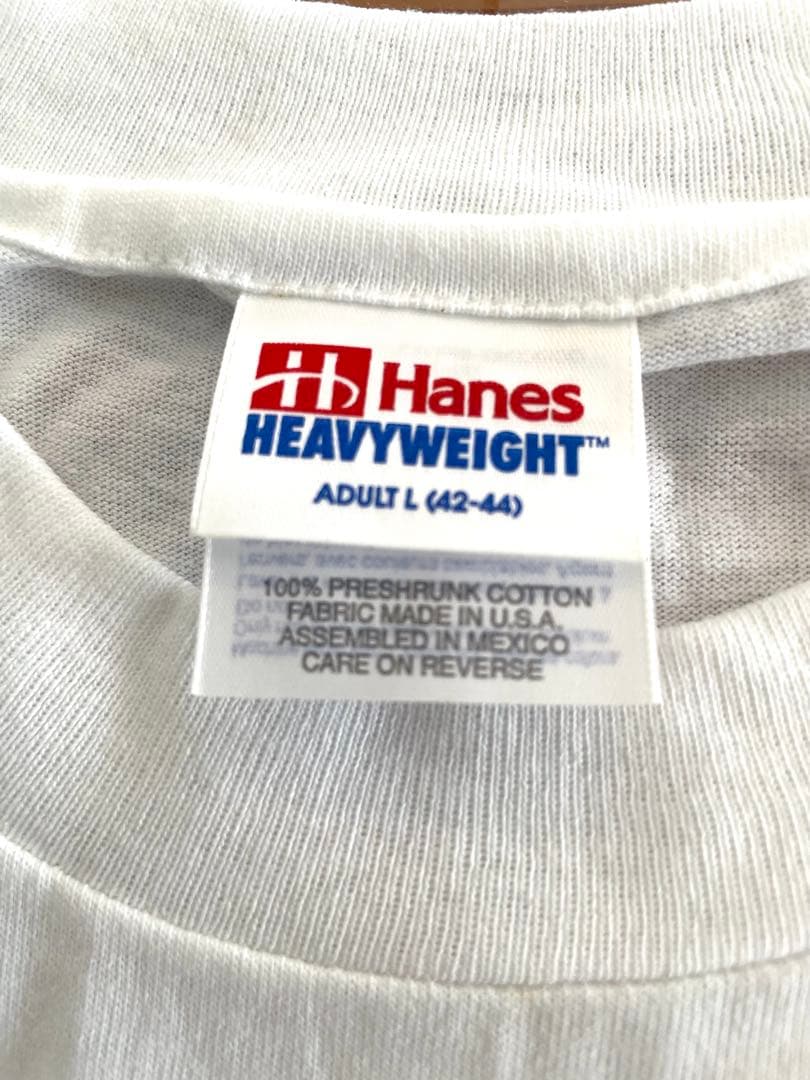 Hanes
HEAVYWEIGHT™
ADULT L (42-44)
100% PRESHRUNK COTTON
FABRIC MADE IN U.S.A.
ASSEMBLED IN MEXICO
CARE ON REVERSE